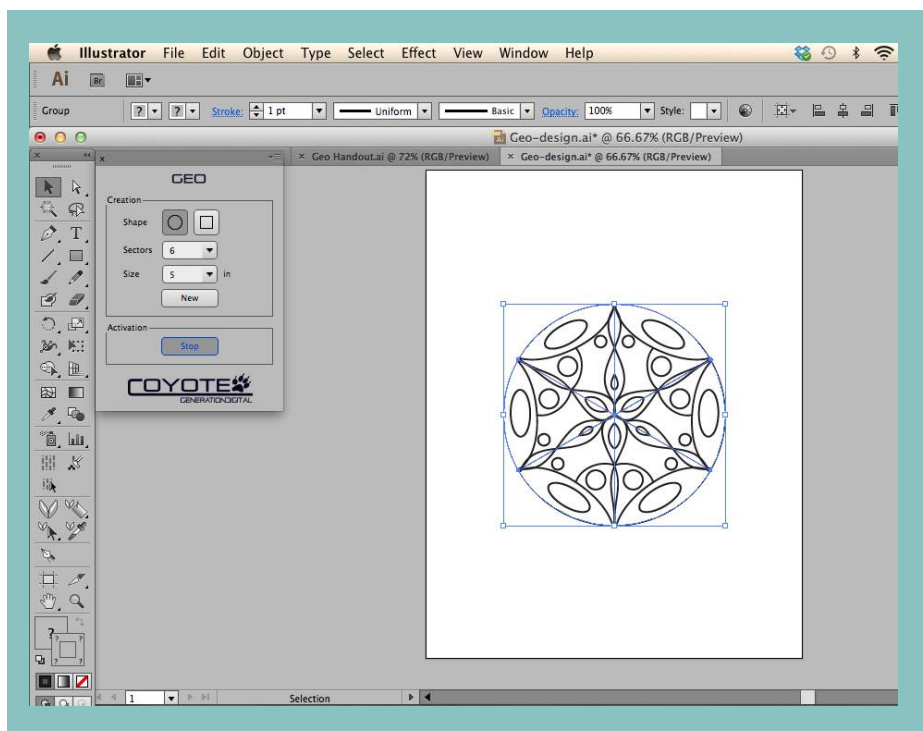 Illustrator File Edit Object Type Select Effect View Window Help
Ai Br
Group ? ? Stroke: 1 pt Uniform Basic Opacity: 100% Style:
Geo-design.ai* @ 66.67% (RGB/Preview)
× Geo Handout.ai @ 72% (RGB/Preview) × Geo-design.ai* @ 66.67% (RGB/Preview)
GEO
Creation
Shape
Sectors 6
Size 5 in
New
Activation
Stop
COYOTE
GENERATIONDIGITAL
T
? ?
? ?
1 Selection